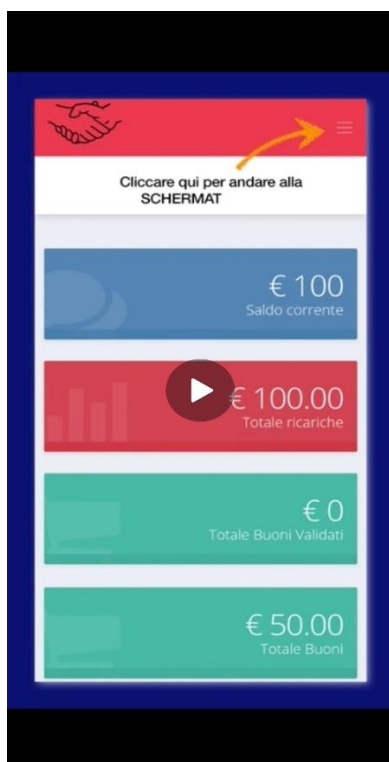 Cliccare qui per andare alla
SCHERMAT
€ 100
Saldo corrente
€ 100.00
Totale ricariche
€ 0
Totale Buoni Validati
€ 50.00
Totale Buoni